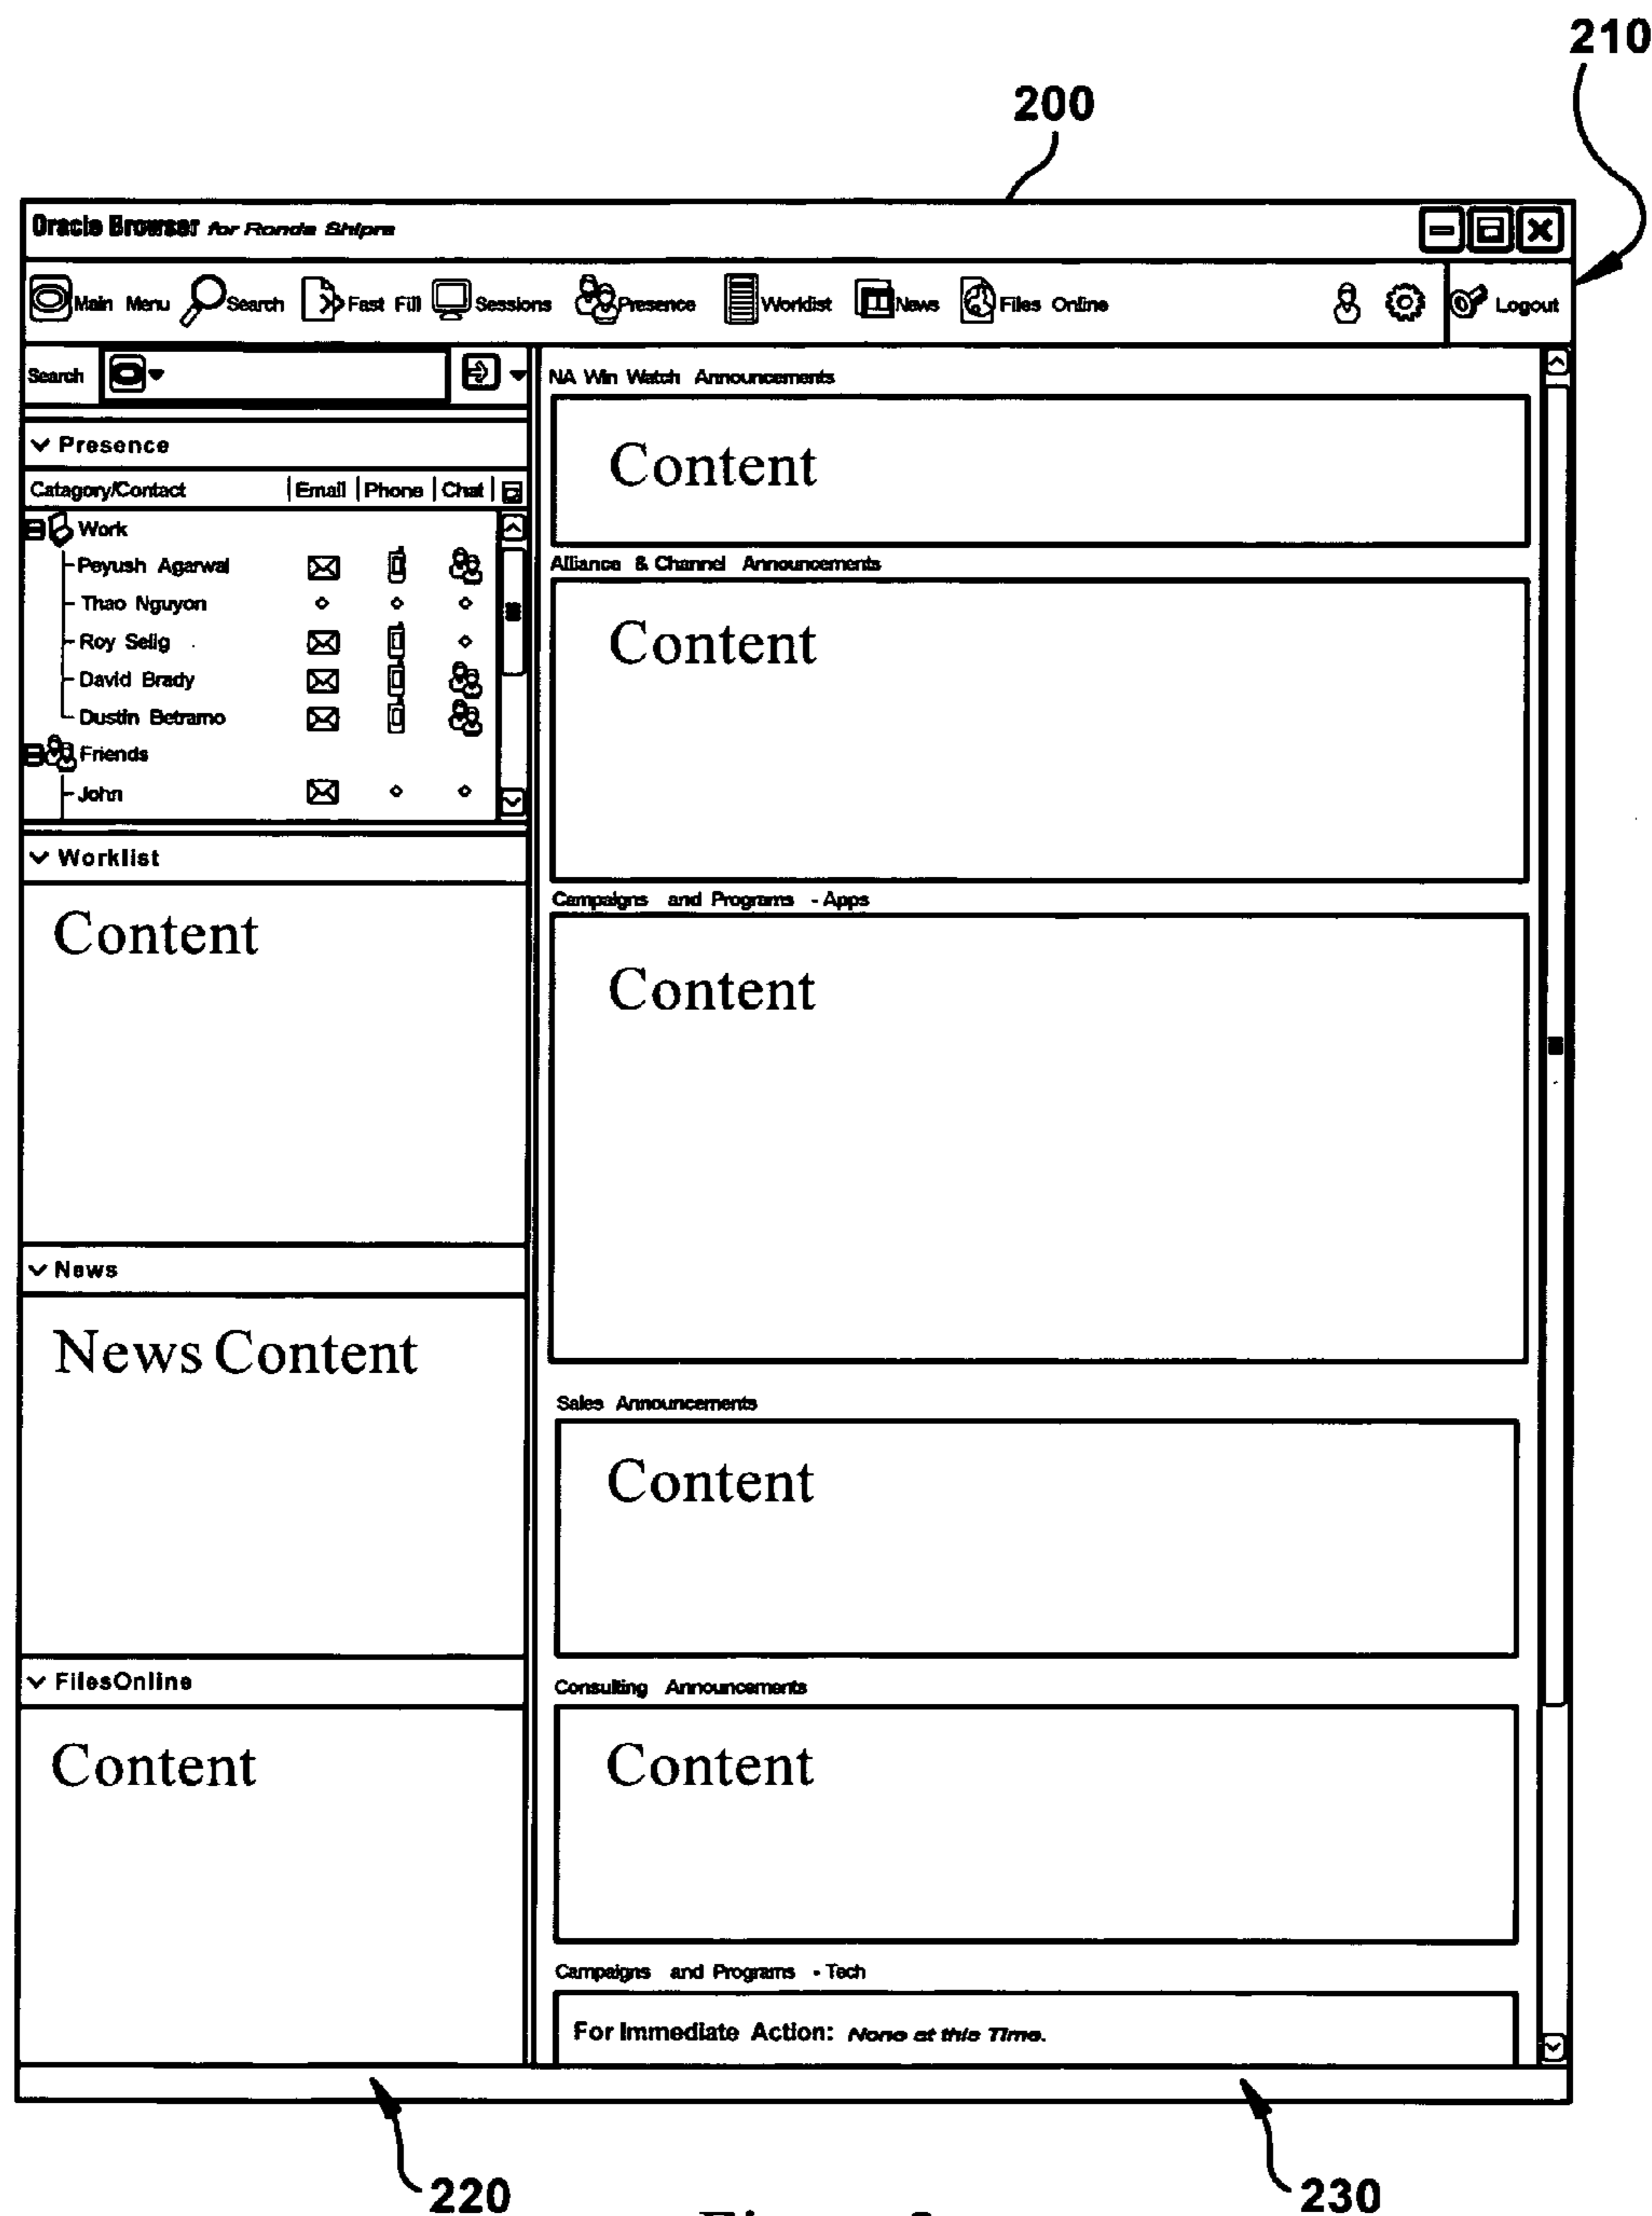 210
200
Oracle Browser for Ronda Shipra
Main Menu Search Fast Fill Sessions Presence Worklist News Files Online Logout
Search
NA Win Watch Announcements
Content
Presence
Catagory/Contact Email Phone Chat
Work
Peyush Agarwal
Thao Nguyon
Roy Selig
David Brady
Dustin Betramo
Friends
John
Alliance & Channel Announcements
Content
Worklist
Content
Campaigns and Programs - Apps
Content
News
News Content
Sales Announcements
Content
FilesOnline
Content
Consulting Announcements
Content
Campaigns and Programs - Tech
For Immediate Action: None at this Time.
220
230